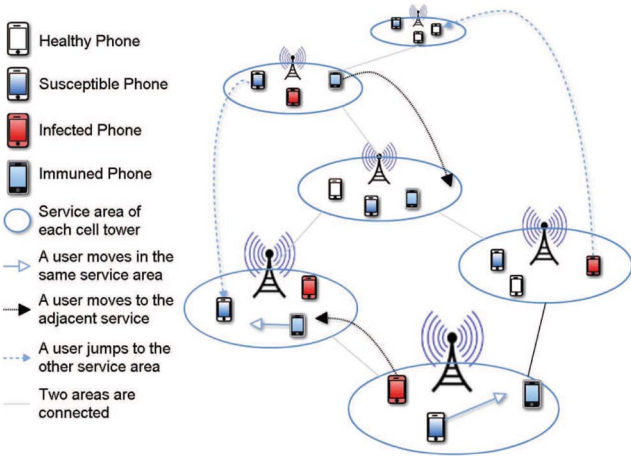 Healthy Phone
Susceptible Phone
Infected Phone
Immuned Phone
Service area of
each cell tower
A user moves in the
same service area
A user moves to the
adjacent service
A user jumps to the
other service area
Two areas are
connected